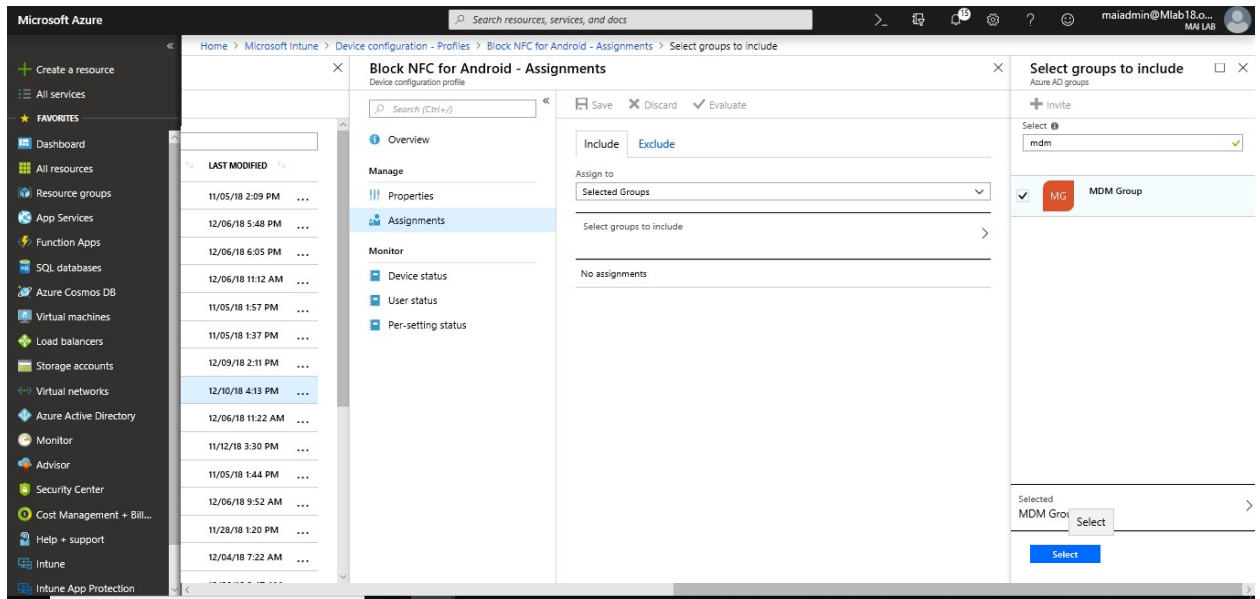 Microsoft Azure
Search resources, services, and docs
15
maiadmin@Mlab18.o...
MAI LAB
Home > Microsoft Intune > Device configuration - Profiles > Block NFC for Android - Assignments > Select groups to include
Create a resource
All services
FAVORITES
Dashboard
All resources
Resource groups
App Services
Function Apps
SQL databases
Azure Cosmos DB
Virtual machines
Load balancers
Storage accounts
Virtual networks
Azure Active Directory
Monitor
Advisor
Security Center
Cost Management + Bill...
Help + support
Intune
Intune App Protection
LAST MODIFIED
11/05/18 2:09 PM ...
12/06/18 5:48 PM ...
12/06/18 6:05 PM ...
12/06/18 11:12 AM ...
11/05/18 1:57 PM ...
11/05/18 1:37 PM ...
12/09/18 2:11 PM ...
12/10/18 4:13 PM ...
12/06/18 11:22 AM ...
11/12/18 3:30 PM ...
11/05/18 1:44 PM ...
12/06/18 9:52 AM ...
11/28/18 1:20 PM ...
12/04/18 7:22 AM ...
Block NFC for Android - Assignments
Device configuration profile
Search (Ctrl+/)
Overview
Manage
Properties
Assignments
Monitor
Device status
User status
Per-setting status
Save Discard Evaluate
Include Exclude
Assign to
Selected Groups
Select groups to include
No assignments
Select groups to include
Azure AD groups
Invite
Select
mdm
MG MDM Group
Selected
MDM Grou
Select
Select